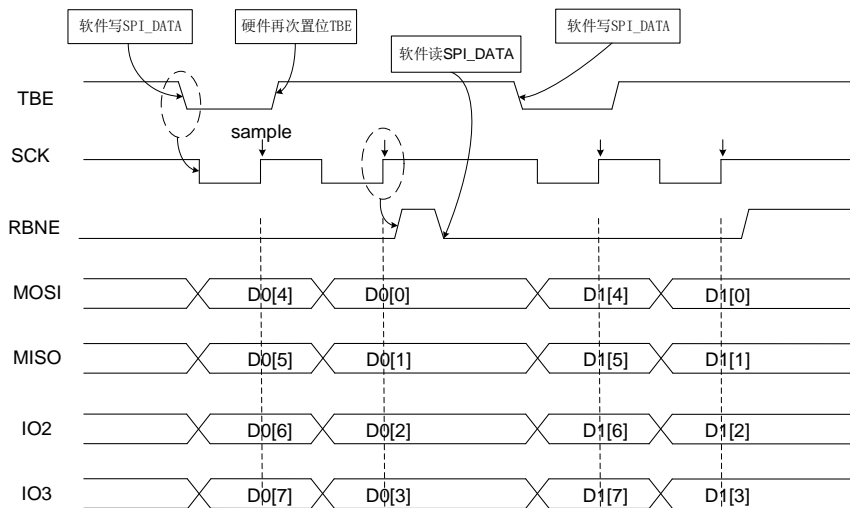 软件写SPI_DATA
硬件再次置位TBE
软件读SPI_DATA
软件写SPI_DATA
TBE
sample
SCK
RBNE
MOSI D0[4] D0[0] D1[4] D1[0]
MISO D0[5] D0[1] D1[5] D1[1]
IO2 D0[6] D0[2] D1[6] D1[2]
IO3 D0[7] D0[3] D1[7] D1[3]